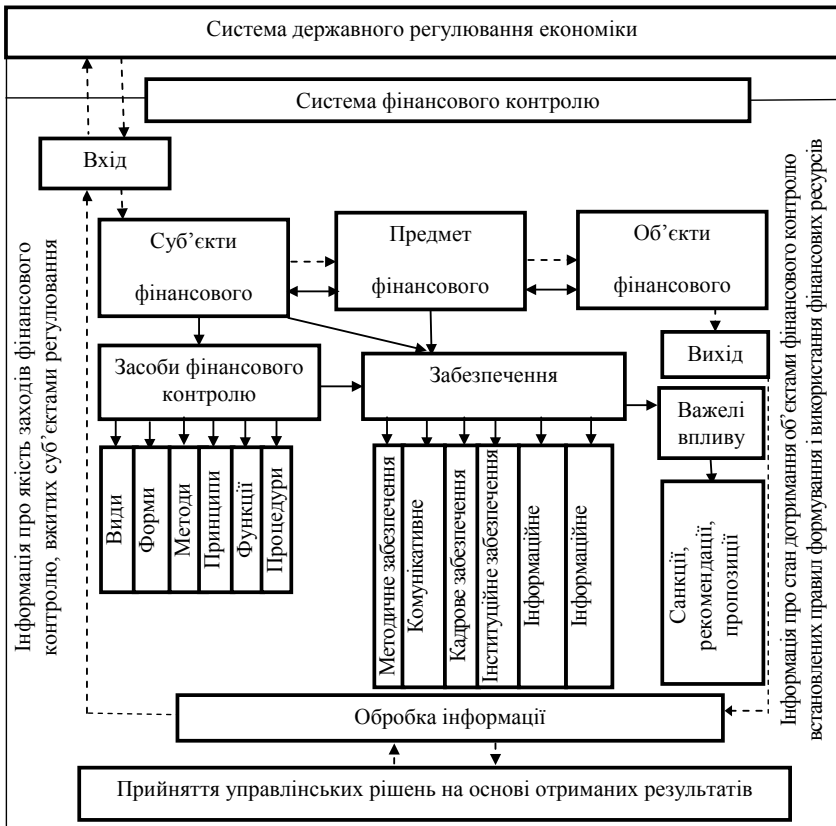 Система державного регулювання економіки
Система фінансового контролю
Вхід
Суб’єкти
фінансового
Предмет
фінансового
Об’єкти
фінансового
Вихід
Засоби фінансового
контролю
Забезпечення
Важелі
впливу
Види
Форми
Методи
Принципи
Функції
Процедури
Методичне забезпечення
Комунікативне
Кадрове забезпечення
Інституційне забезпечення
Інформаційне
Інформаційне
Санкції,
рекомендації,
пропозиції
Обробка інформації
Прийняття управлінських рішень на основі отриманих результатів
Інформація про якість заходів фінансового
контролю, вжитих суб’єктами регулювання
Інформація про стан дотримання об’єктами фінансового контролю
встановлених правил формування і використання фінансових ресурсів